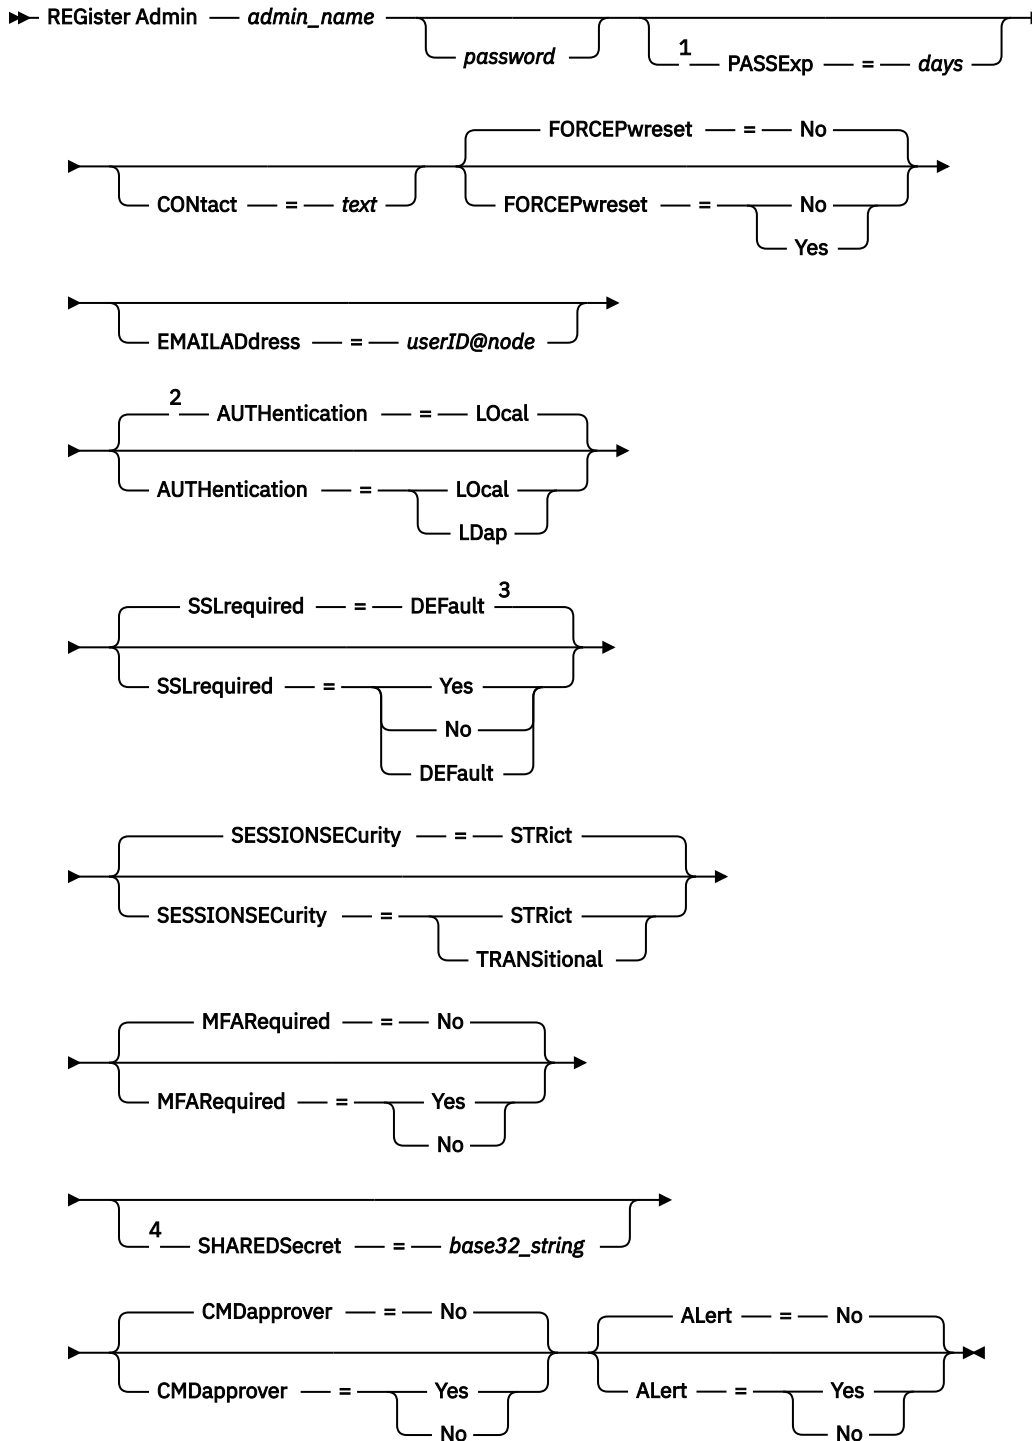 REGister Admin admin_name
password
1 PASSExp = days
FORCEPwreset = No
CONtact = text FORCEPwreset = No
Yes
EMAILADdress = userID@node
2 AUTHentication = LOcal
AUTHentication = LOcal
LDap
SSLrequired = DEFault 3
SSLrequired = Yes
No
DEFault
SESSIONSECurity = STRict
SESSIONSECurity = STRict
TRANSitional
MFARequired = No
MFARequired = Yes
No
4 SHAREDSecret = base32_string
CMDapprover = No ALert = No
CMDapprover = Yes ALert = Yes
No No